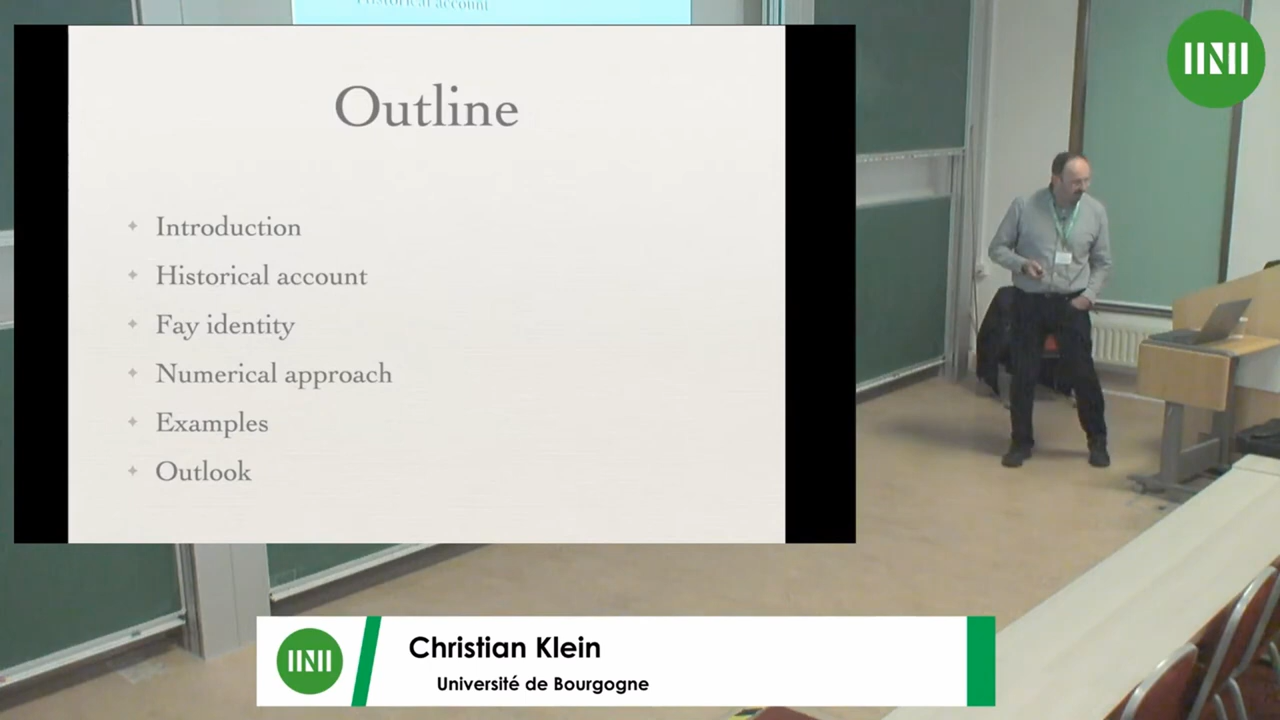 Historical account
Outline
Introduction
Historical account
Fay identity
Numerical approach
Examples
Outlook
Christian Klein
Université de Bourgogne